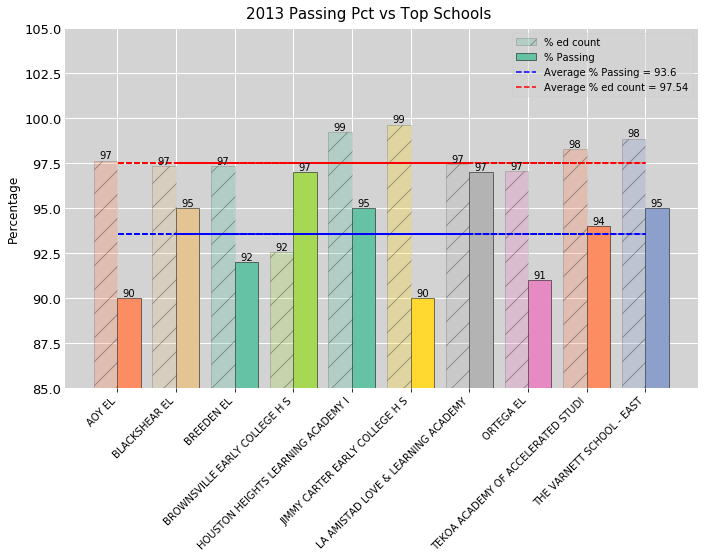 2013 Passing Pct vs Top Schools
105.0
102.5
100.0
97.5
95.0
92.5
90.0
87.5
85.0
Percentage
% ed count
% Passing
Average % Passing = 93.6
Average % ed count = 97.54
97
90
97
95
97
92
92
97
99
95
99
90
97
97
97
91
98
94
98
95
AOY EL
BLACKSHEAR EL
BREEDEN EL
BROWNSVILLE EARLY COLLEGE H S
HOUSTON HEIGHTS LEARNING ACADEMY I
JIMMY CARTER EARLY COLLEGE H S
LA AMISTAD LOVE & LEARNING ACADEMY
ORTEGA EL
TEKOA ACADEMY OF ACCELERATED STUDI
THE VARNETT SCHOOL - EAST